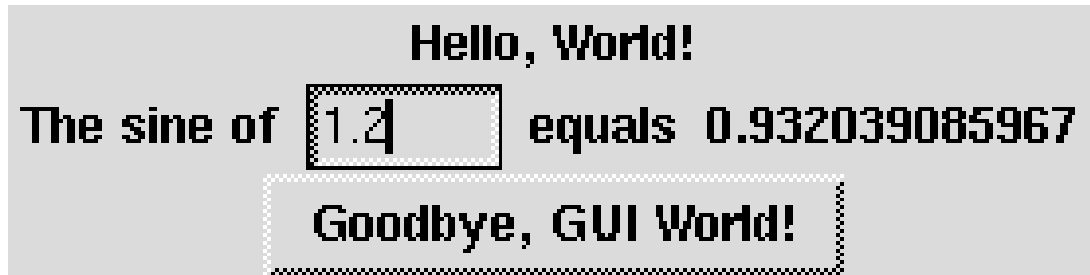 Hello, World!
The sine of 1.2 equals 0.932039085967
Goodbye, GUI World!